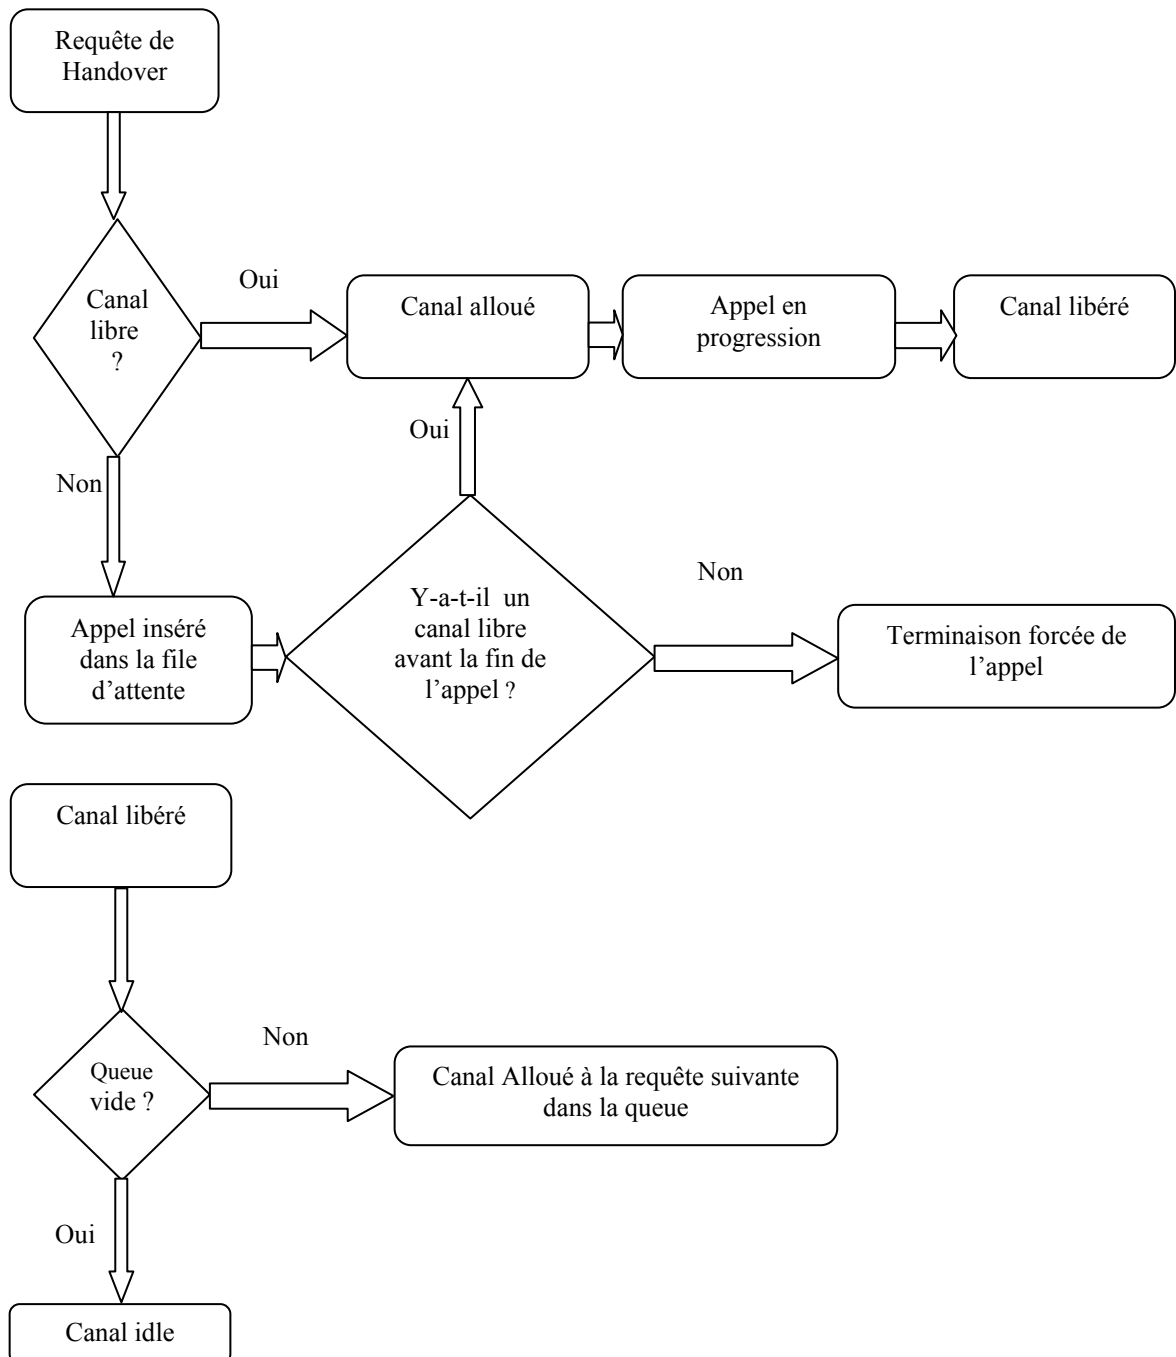 Requête de
Handover
Canal
libre
?
Oui
Canal alloué
Appel en
progression
Canal libéré
Non
Oui
Appel inséré
dans la file
d’attente
Y-a-t-il un
canal libre
avant la fin de
l’appel ?
Non
Terminaison forcée de
l’appel
Canal libéré
Queue
vide ?
Non
Canal Alloué à la requête suivante
dans la queue
Oui
Canal idle